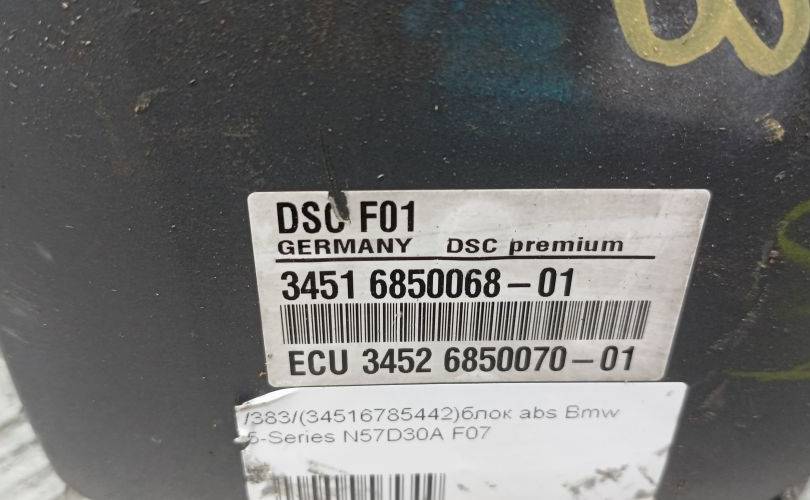 DSC F01
GERMANY DSC premium
3451 6850068-01
ECU 3452 6850070-01
/383/(34516785442)блок abs Bmw
5-Series N57D30A F07